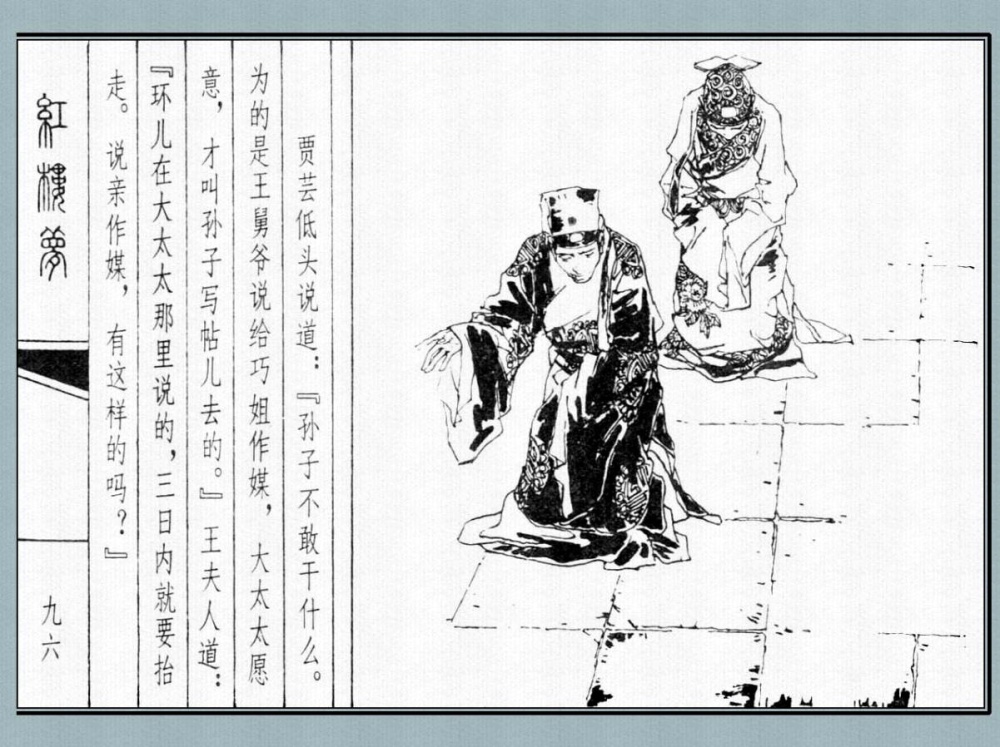 贾芸低头说道：『孙子不敢干什么。
为的是王舅爷说给巧姐作媒，大太太愿
意，才叫孙子写帖儿去的。』王夫人道：
『环儿在大太太那里说的，三日内就要抬
走。说亲作媒，有这样的吗？』
紅樓夢
九六